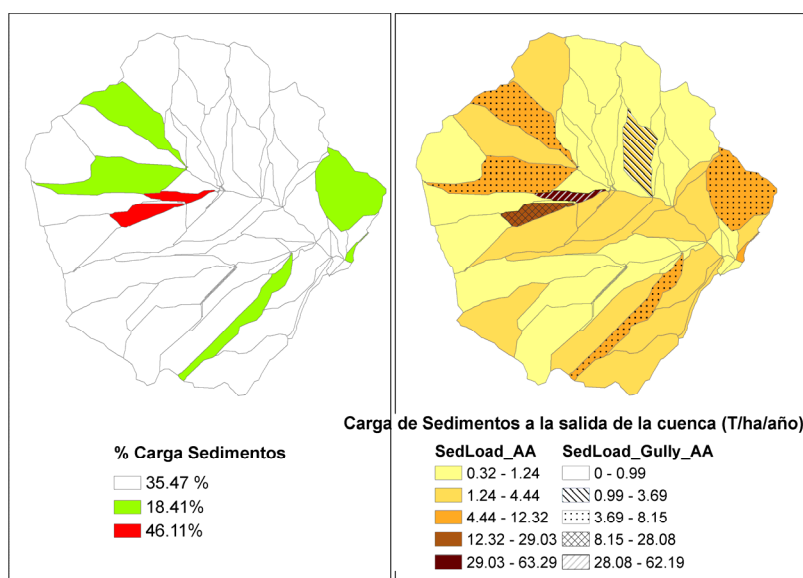 % Carga Sedimentos
35.47 %
18.41%
46.11%
Carga de Sedimentos a la salida de la cuenca (T/ha/año)
SedLoad_AA
0.32 - 1.24
1.24 - 4.44
4.44 - 12.32
12.32 - 29.03
29.03 - 63.29
SedLoad_Gully_AA
0 - 0.99
0.99 - 3.69
3.69 - 8.15
8.15 - 28.08
28.08 - 62.19